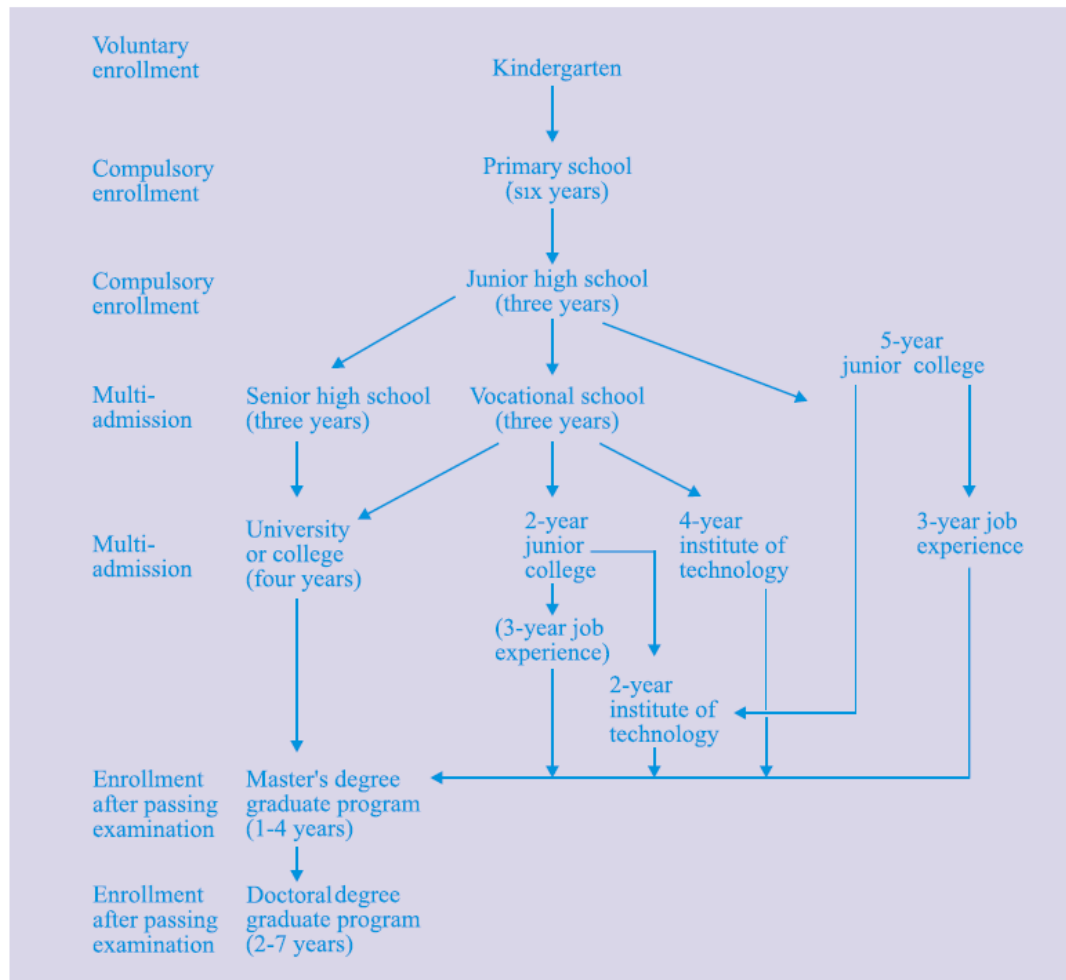 Voluntary
enrollment
Kindergarten
Compulsory
enrollment
Primary school
(six years)
Compulsory
enrollment
Junior high school
(three years)
5-year
junior college
Multi-
admission
Senior high school
(three years)
Vocational school
(three years)
Multi-
admission
University
or college
(four years)
2-year
junior
college
4-year
institute of
technology
3-year job
experience
(3-year job
experience)
2-year
institute of
technology
Enrollment
after passing
examination
Master's degree
graduate program
(1-4 years)
Enrollment
after passing
examination
Doctoral degree
graduate program
(2-7 years)